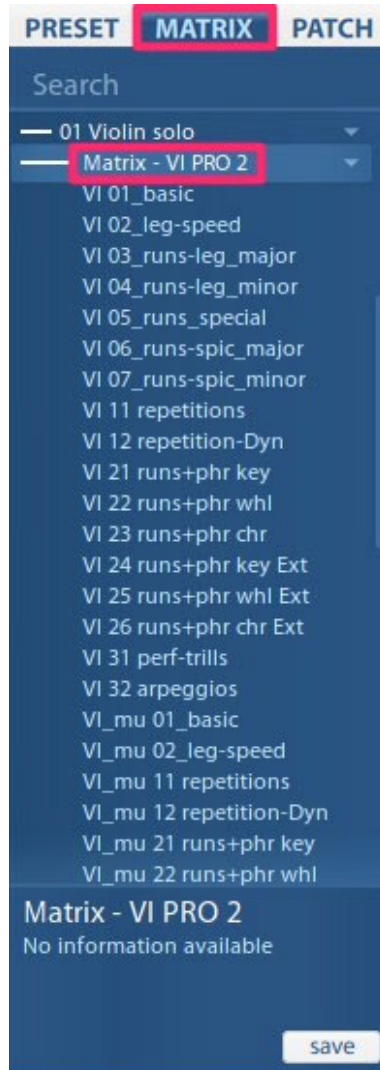 PRESET MATRIX PATCH
Search
01 Violin solo
Matrix - VI PRO 2
VI 01_basic
VI 02_leg-speed
VI 03_runs-leg_major
VI 04_runs-leg_minor
VI 05_runs_special
VI 06_runs-spic_major
VI 07_runs-spic_minor
VI 11 repetitions
VI 12 repetition-Dyn
VI 21 runs+phr key
VI 22 runs+phr whl
VI 23 runs+phr chr
VI 24 runs+phr key Ext
VI 25 runs+phr whl Ext
VI 26 runs+phr chr Ext
VI 31 perf-trills
VI 32 arpeggios
VI_mu 01_basic
VI_mu 02_leg-speed
VI_mu 11 repetitions
VI_mu 12 repetition-Dyn
VI_mu 21 runs+phr key
VI_mu 22 runs+phr whl
Matrix - VI PRO 2
No information available
save